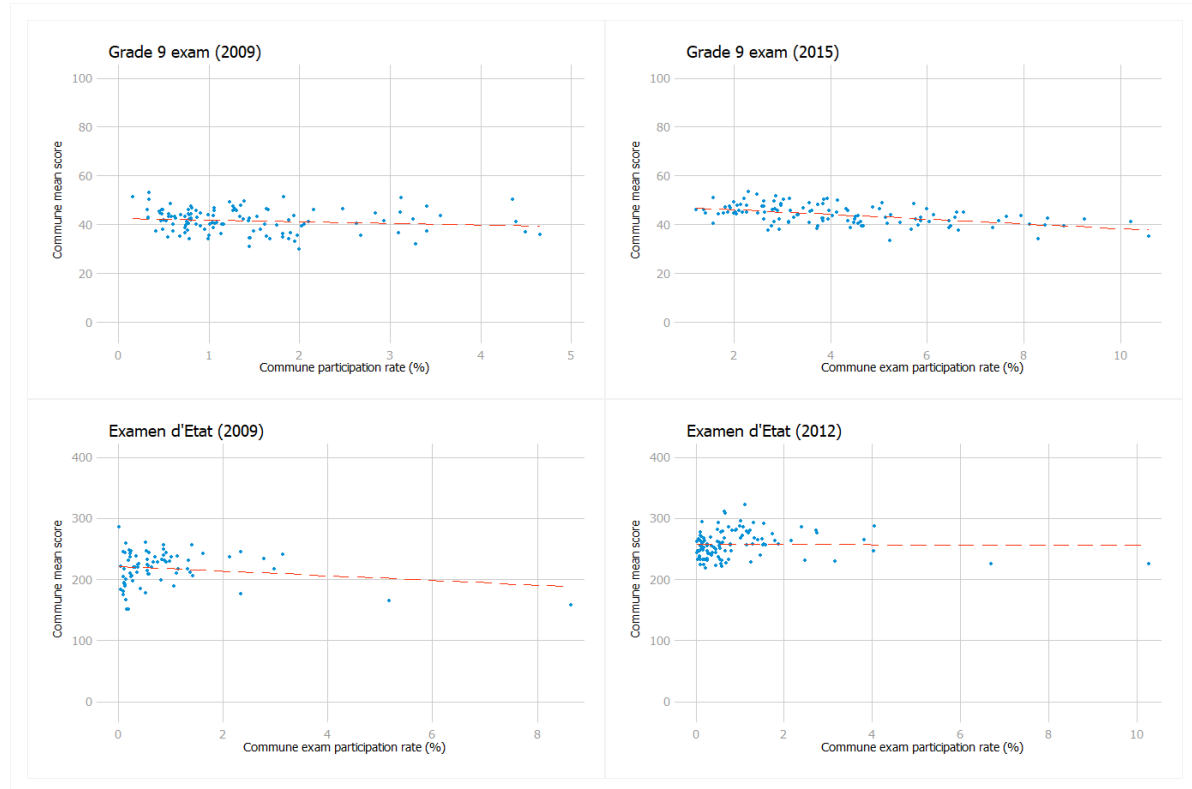 Grade 9 exam (2009)
100
80
60
40
20
0
Commune mean score
0 1 2 3 4 5
Commune participation rate (%)
Grade 9 exam (2015)
100
80
60
40
20
0
Commune mean score
2 4 6 8 10
Commune exam participation rate (%)
Examen d'Etat (2009)
400
300
200
100
0
Commune mean score
0 2 4 6 8
Commune exam participation rate (%)
Examen d'Etat (2012)
400
300
200
100
0
Commune mean score
0 2 4 6 8 10
Commune exam participation rate (%)